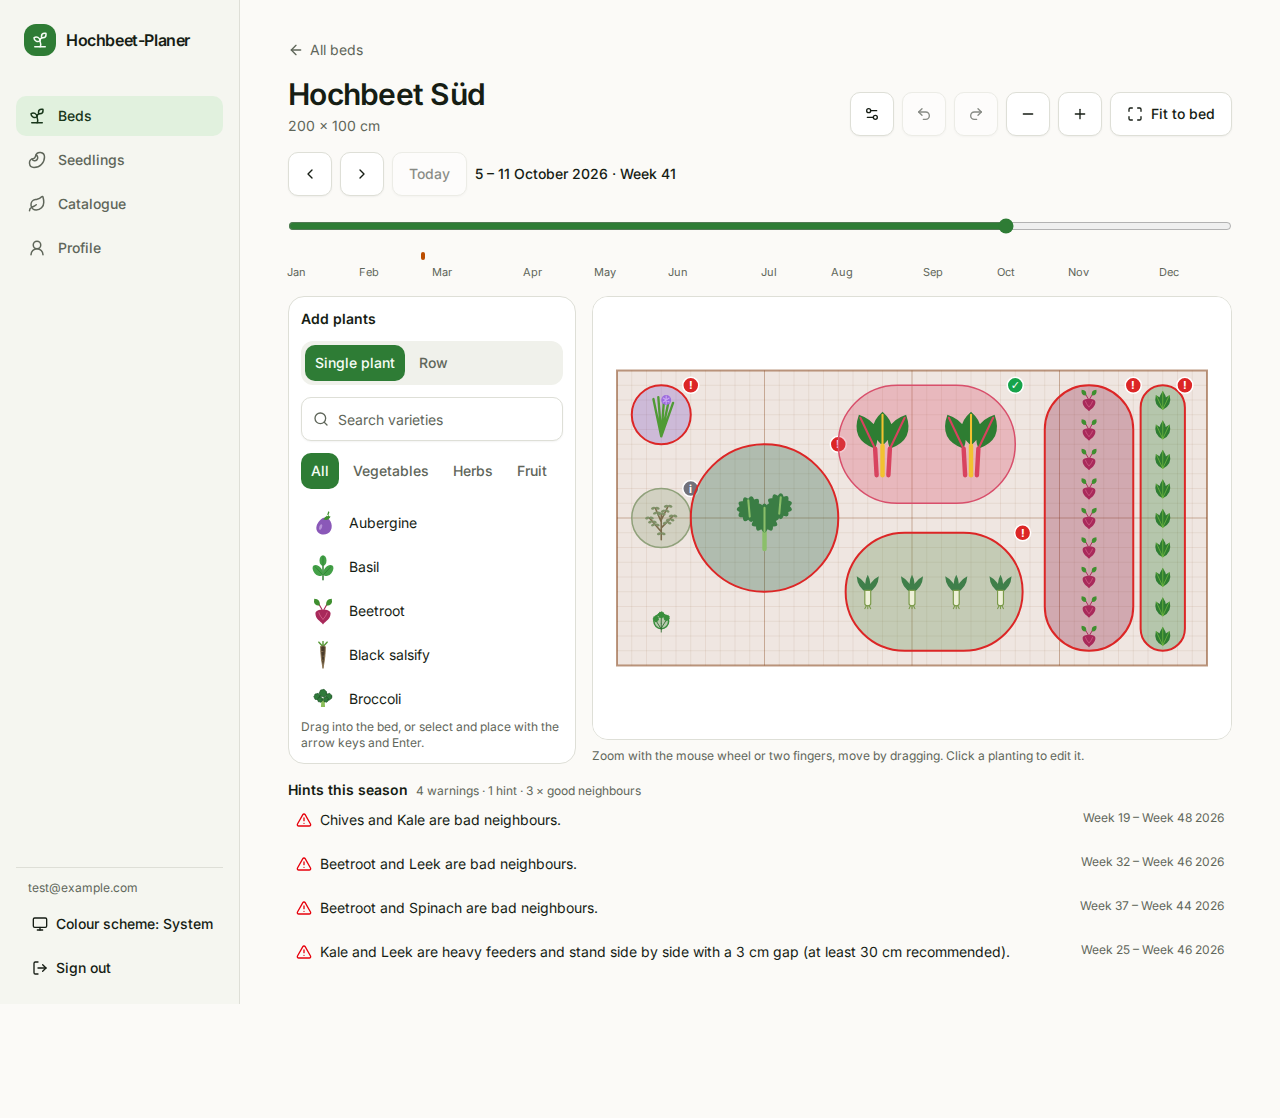 Hochbeet-Planer
Beds
Seedlings
Catalogue
Profile
test@example.com
Colour scheme: System
Sign out
All beds
Hochbeet Süd
200 × 100 cm
Fit to bed
Today
5 – 11 October 2026 · Week 41
Jan Feb Mar Apr May Jun Jul Aug Sep Oct Nov Dec
Add plants
Single plant Row
Search varieties
All Vegetables Herbs Fruit
Aubergine
Basil
Beetroot
Black salsify
Broccoli
Drag into the bed, or select and place with the
arrow keys and Enter.
Zoom with the mouse wheel or two fingers, move by dragging. Click a planting to edit it.
Hints this season 4 warnings · 1 hint · 3 × good neighbours
Chives and Kale are bad neighbours. Week 19 – Week 48 2026
Beetroot and Leek are bad neighbours. Week 32 – Week 46 2026
Beetroot and Spinach are bad neighbours. Week 37 – Week 44 2026
Kale and Leek are heavy feeders and stand side by side with a 3 cm gap (at least 30 cm recommended). Week 25 – Week 46 2026